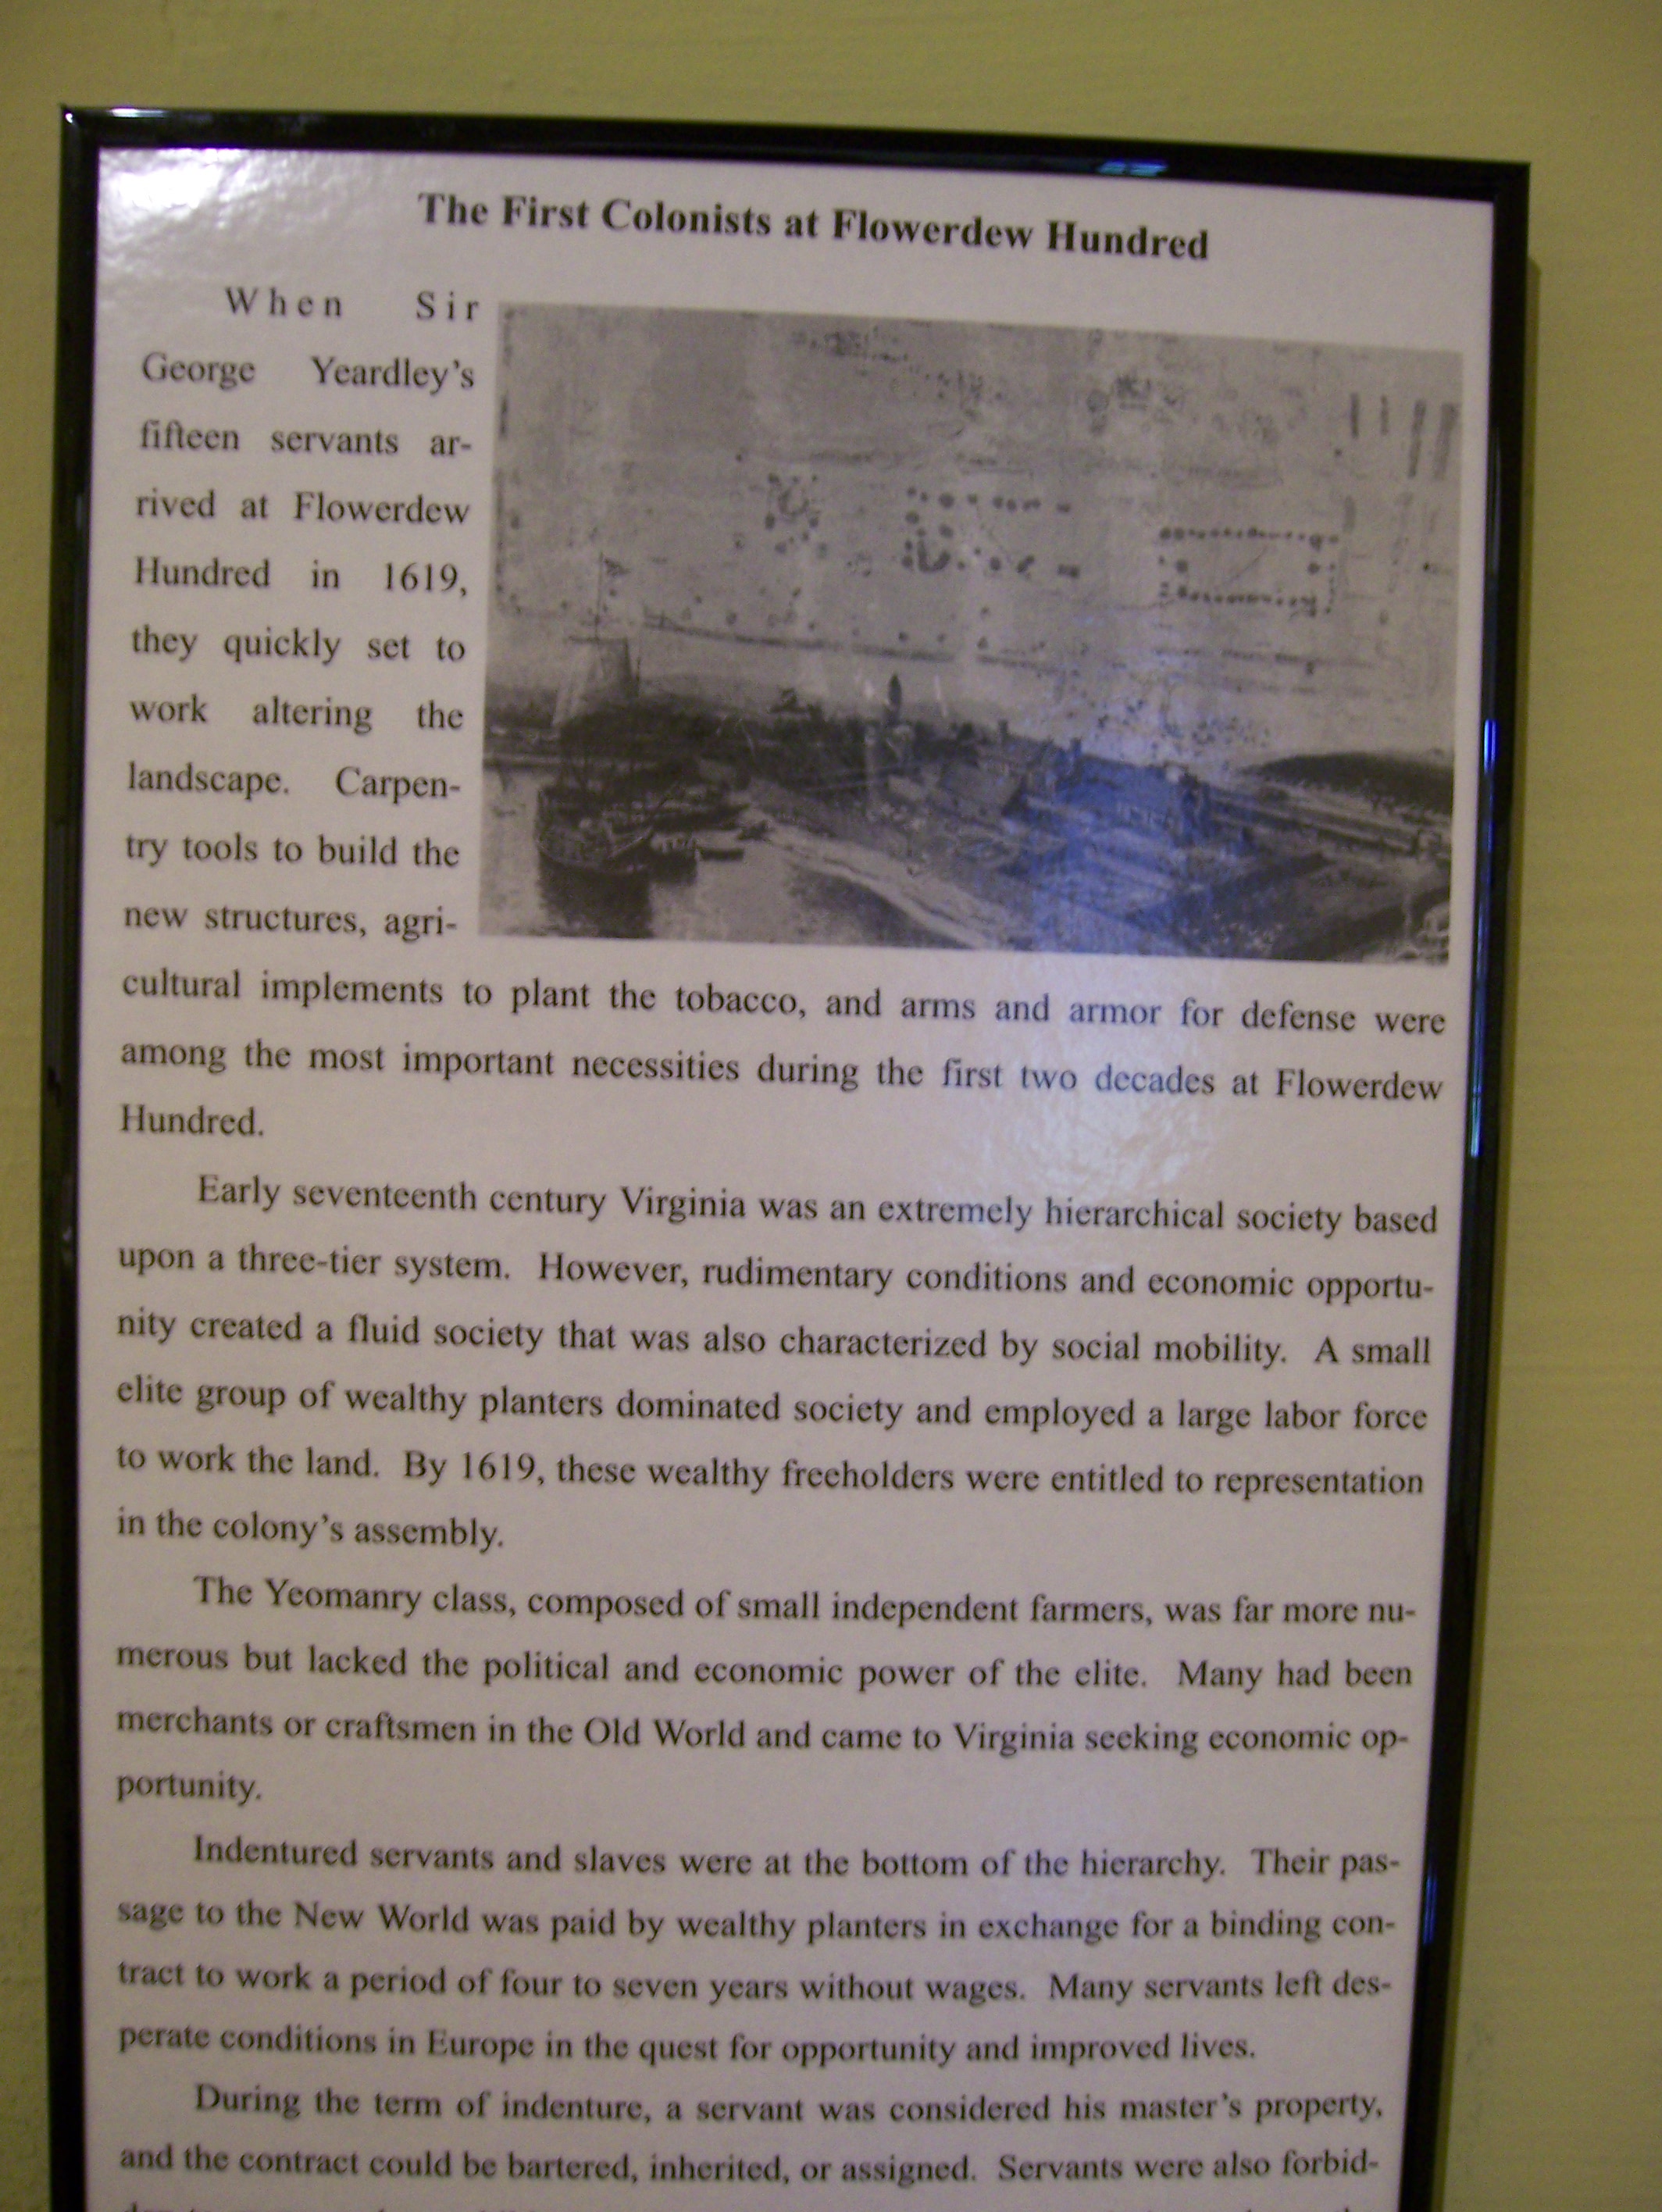 The First Colonists at Flowerdew Hundred
When Sir
George Yeardley's
fifteen servants ar-
rived at Flowerdew
Hundred in 1619,
they quickly set to
work altering the
landscape. Carpen-
try tools to build the
new structures, agri-
cultural implements to plant the tobacco, and arms and armor for defense were
among the most important necessities during the first two decades at Flowerdew
Hundred.
Early seventeenth century Virginia was an extremely hierarchical society based
upon a three-tier system. However, rudimentary conditions and economic opportu-
nity created a fluid society that was also characterized by social mobility. A small
elite group of wealthy planters dominated society and employed a large labor force
to work the land. By 1619, these wealthy freeholders were entitled to representation
in the colony's assembly.
The Yeomanry class, composed of small independent farmers, was far more nu-
merous but lacked the political and economic power of the elite. Many had been
merchants or craftsmen in the Old World and came to Virginia seeking economic op-
portunity.
Indentured servants and slaves were at the bottom of the hierarchy. Their pas-
sage to the New World was paid by wealthy planters in exchange for a binding con-
tract to work a period of four to seven years without wages. Many servants left des-
perate conditions in Europe in the quest for opportunity and improved lives.
During the term of indenture, a servant was considered his master's property,
and the contract could be bartered, inherited, or assigned. Servants were also forbid-